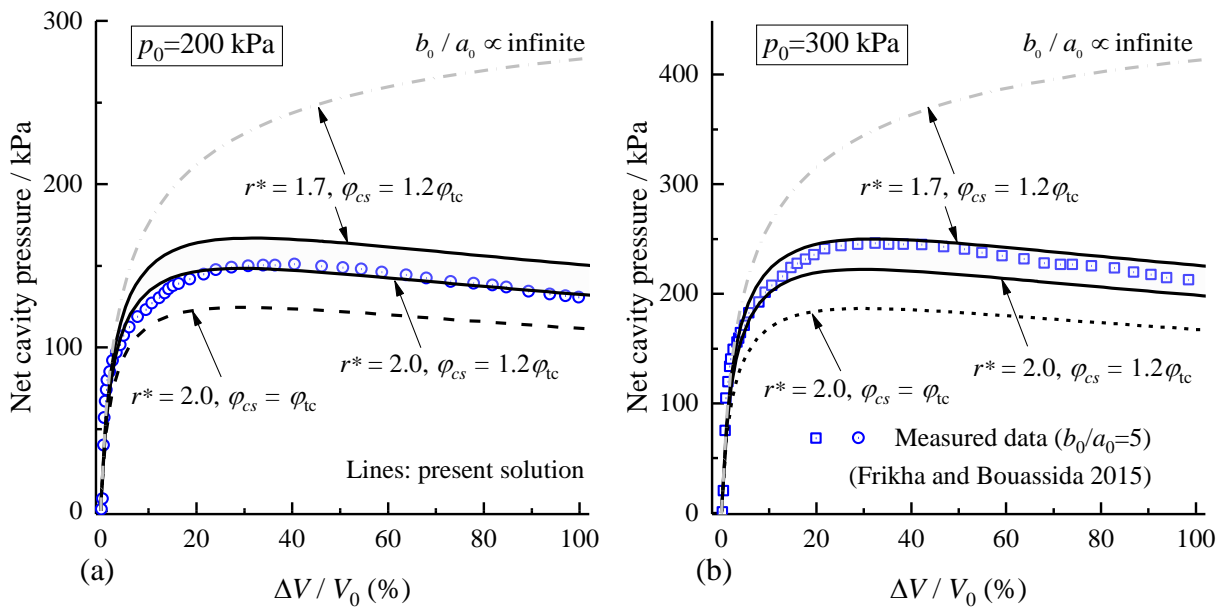 300
p₀=200 kPa
b₀ / a₀ ∝ infinite
200
r* = 1.7, φcs = 1.2φtc
100
r* = 2.0, φcs = 1.2φtc
r* = 2.0, φcs = φtc
Lines: present solution
0
0 20 40 60 80 100
Net cavity pressure / kPa
ΔV / V₀ (%)
(a)
p₀=300 kPa
b₀ / a₀ ∝ infinite
400
300
r* = 1.7, φcs = 1.2φtc
200
r* = 2.0, φcs = 1.2φtc
r* = 2.0, φcs = φtc
100
Measured data (b₀/a₀=5)
(Frikha and Bouassida 2015)
0
0 20 40 60 80 100
Net cavity pressure / kPa
ΔV / V₀ (%)
(b)